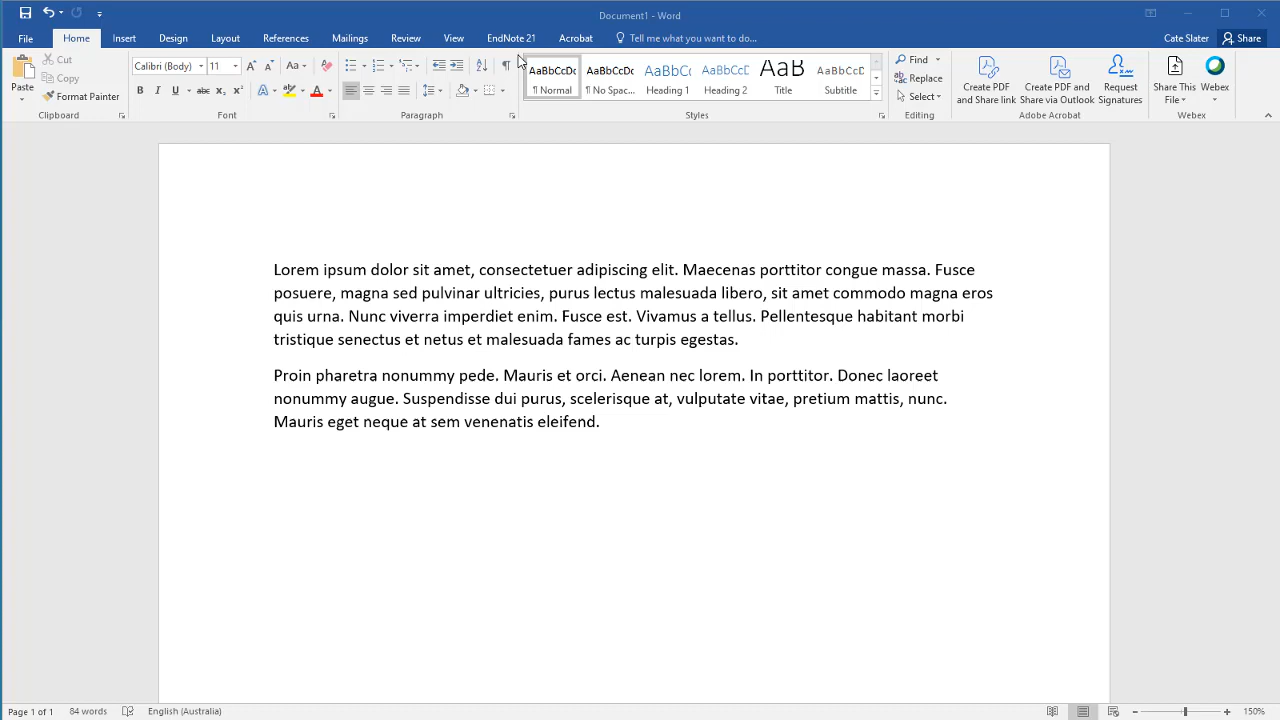 Document1 - Word
File Home Insert Design Layout References Mailings Review View EndNote 21 Acrobat Tell me what you want to do... Cate Slater Share
Paste
Cut
Copy
Format Painter
Clipboard
Calibri (Body) 11
Font
Paragraph
AaBbCcDc AaBbCcDc AaBbCc AaBbCcD AaB AaBbCcD
¶ Normal ¶ No Spac... Heading 1 Heading 2 Title Subtitle
Styles
Find
Replace
Select
Editing
Create PDF and Share link
Create PDF and Share via Outlook
Request Signatures
Adobe Acrobat
Share This File
Webex
Webex
Lorem ipsum dolor sit amet, consectetuer adipiscing elit. Maecenas porttitor congue massa. Fusce
posuere, magna sed pulvinar ultricies, purus lectus malesuada libero, sit amet commodo magna eros
quis urna. Nunc viverra imperdiet enim. Fusce est. Vivamus a tellus. Pellentesque habitant morbi
tristique senectus et netus et malesuada fames ac turpis egestas.
Proin pharetra nonummy pede. Mauris et orci. Aenean nec lorem. In porttitor. Donec laoreet
nonummy augue. Suspendisse dui purus, scelerisque at, vulputate vitae, pretium mattis, nunc.
Mauris eget neque at sem venenatis eleifend.
Page 1 of 1 84 words English (Australia) 150%